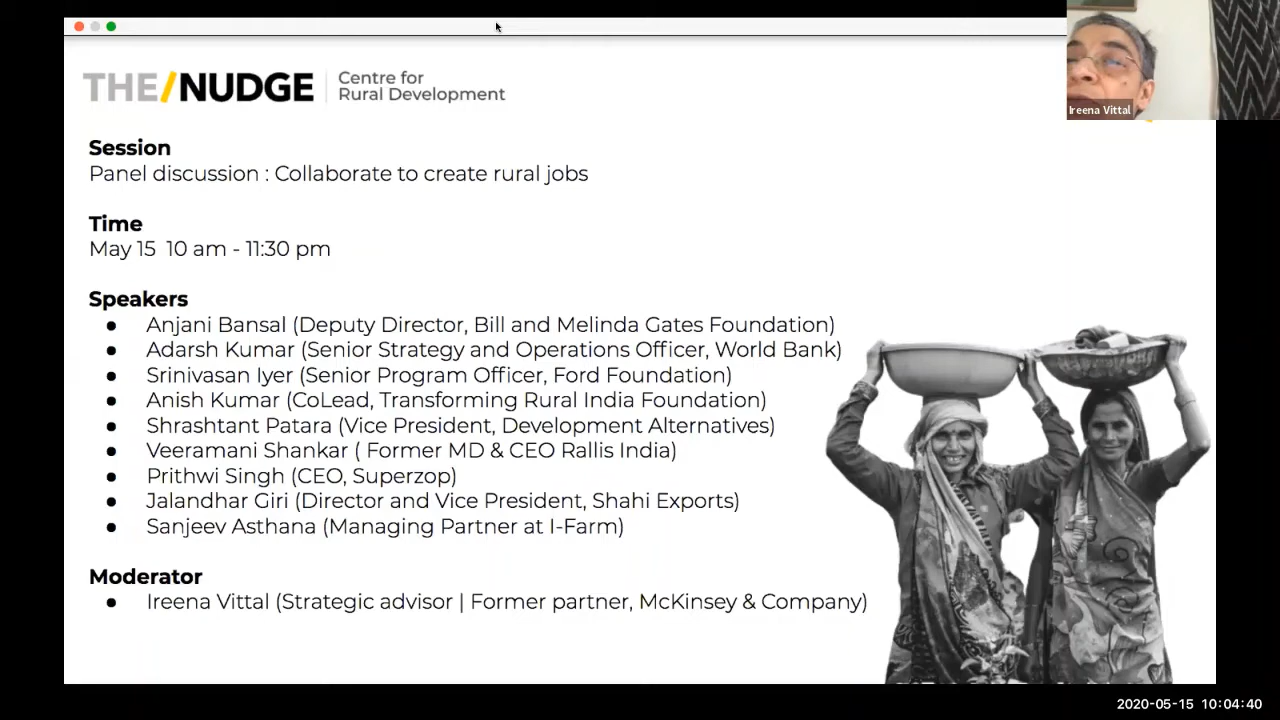 THE/NUDGE
Centre for
Rural Development
Ireena Vittal
Session
Panel discussion : Collaborate to create rural jobs
Time
May 15 10 am - 11:30 pm
Speakers
● Anjani Bansal (Deputy Director, Bill and Melinda Gates Foundation)
● Adarsh Kumar (Senior Strategy and Operations Officer, World Bank)
● Srinivasan Iyer (Senior Program Officer, Ford Foundation)
● Anish Kumar (CoLead, Transforming Rural India Foundation)
● Shrashtant Patara (Vice President, Development Alternatives)
● Veeramani Shankar ( Former MD & CEO Rallis India)
● Prithwi Singh (CEO, Superzop)
● Jalandhar Giri (Director and Vice President, Shahi Exports)
● Sanjeev Asthana (Managing Partner at I-Farm)
Moderator
● Ireena Vittal (Strategic advisor | Former partner, McKinsey & Company)
2020-05-15 10:04:40